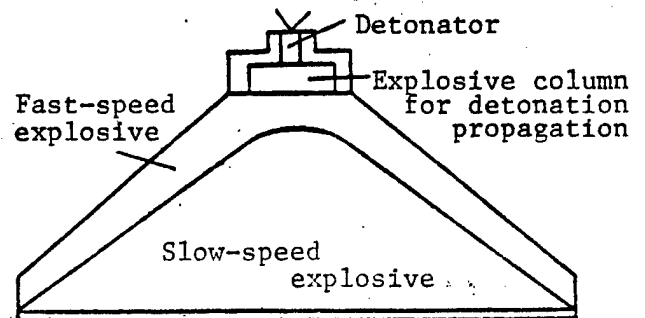 Detonator
Explosive column
for detonation
propagation
Fast-speed
explosive
Slow-speed
explosive